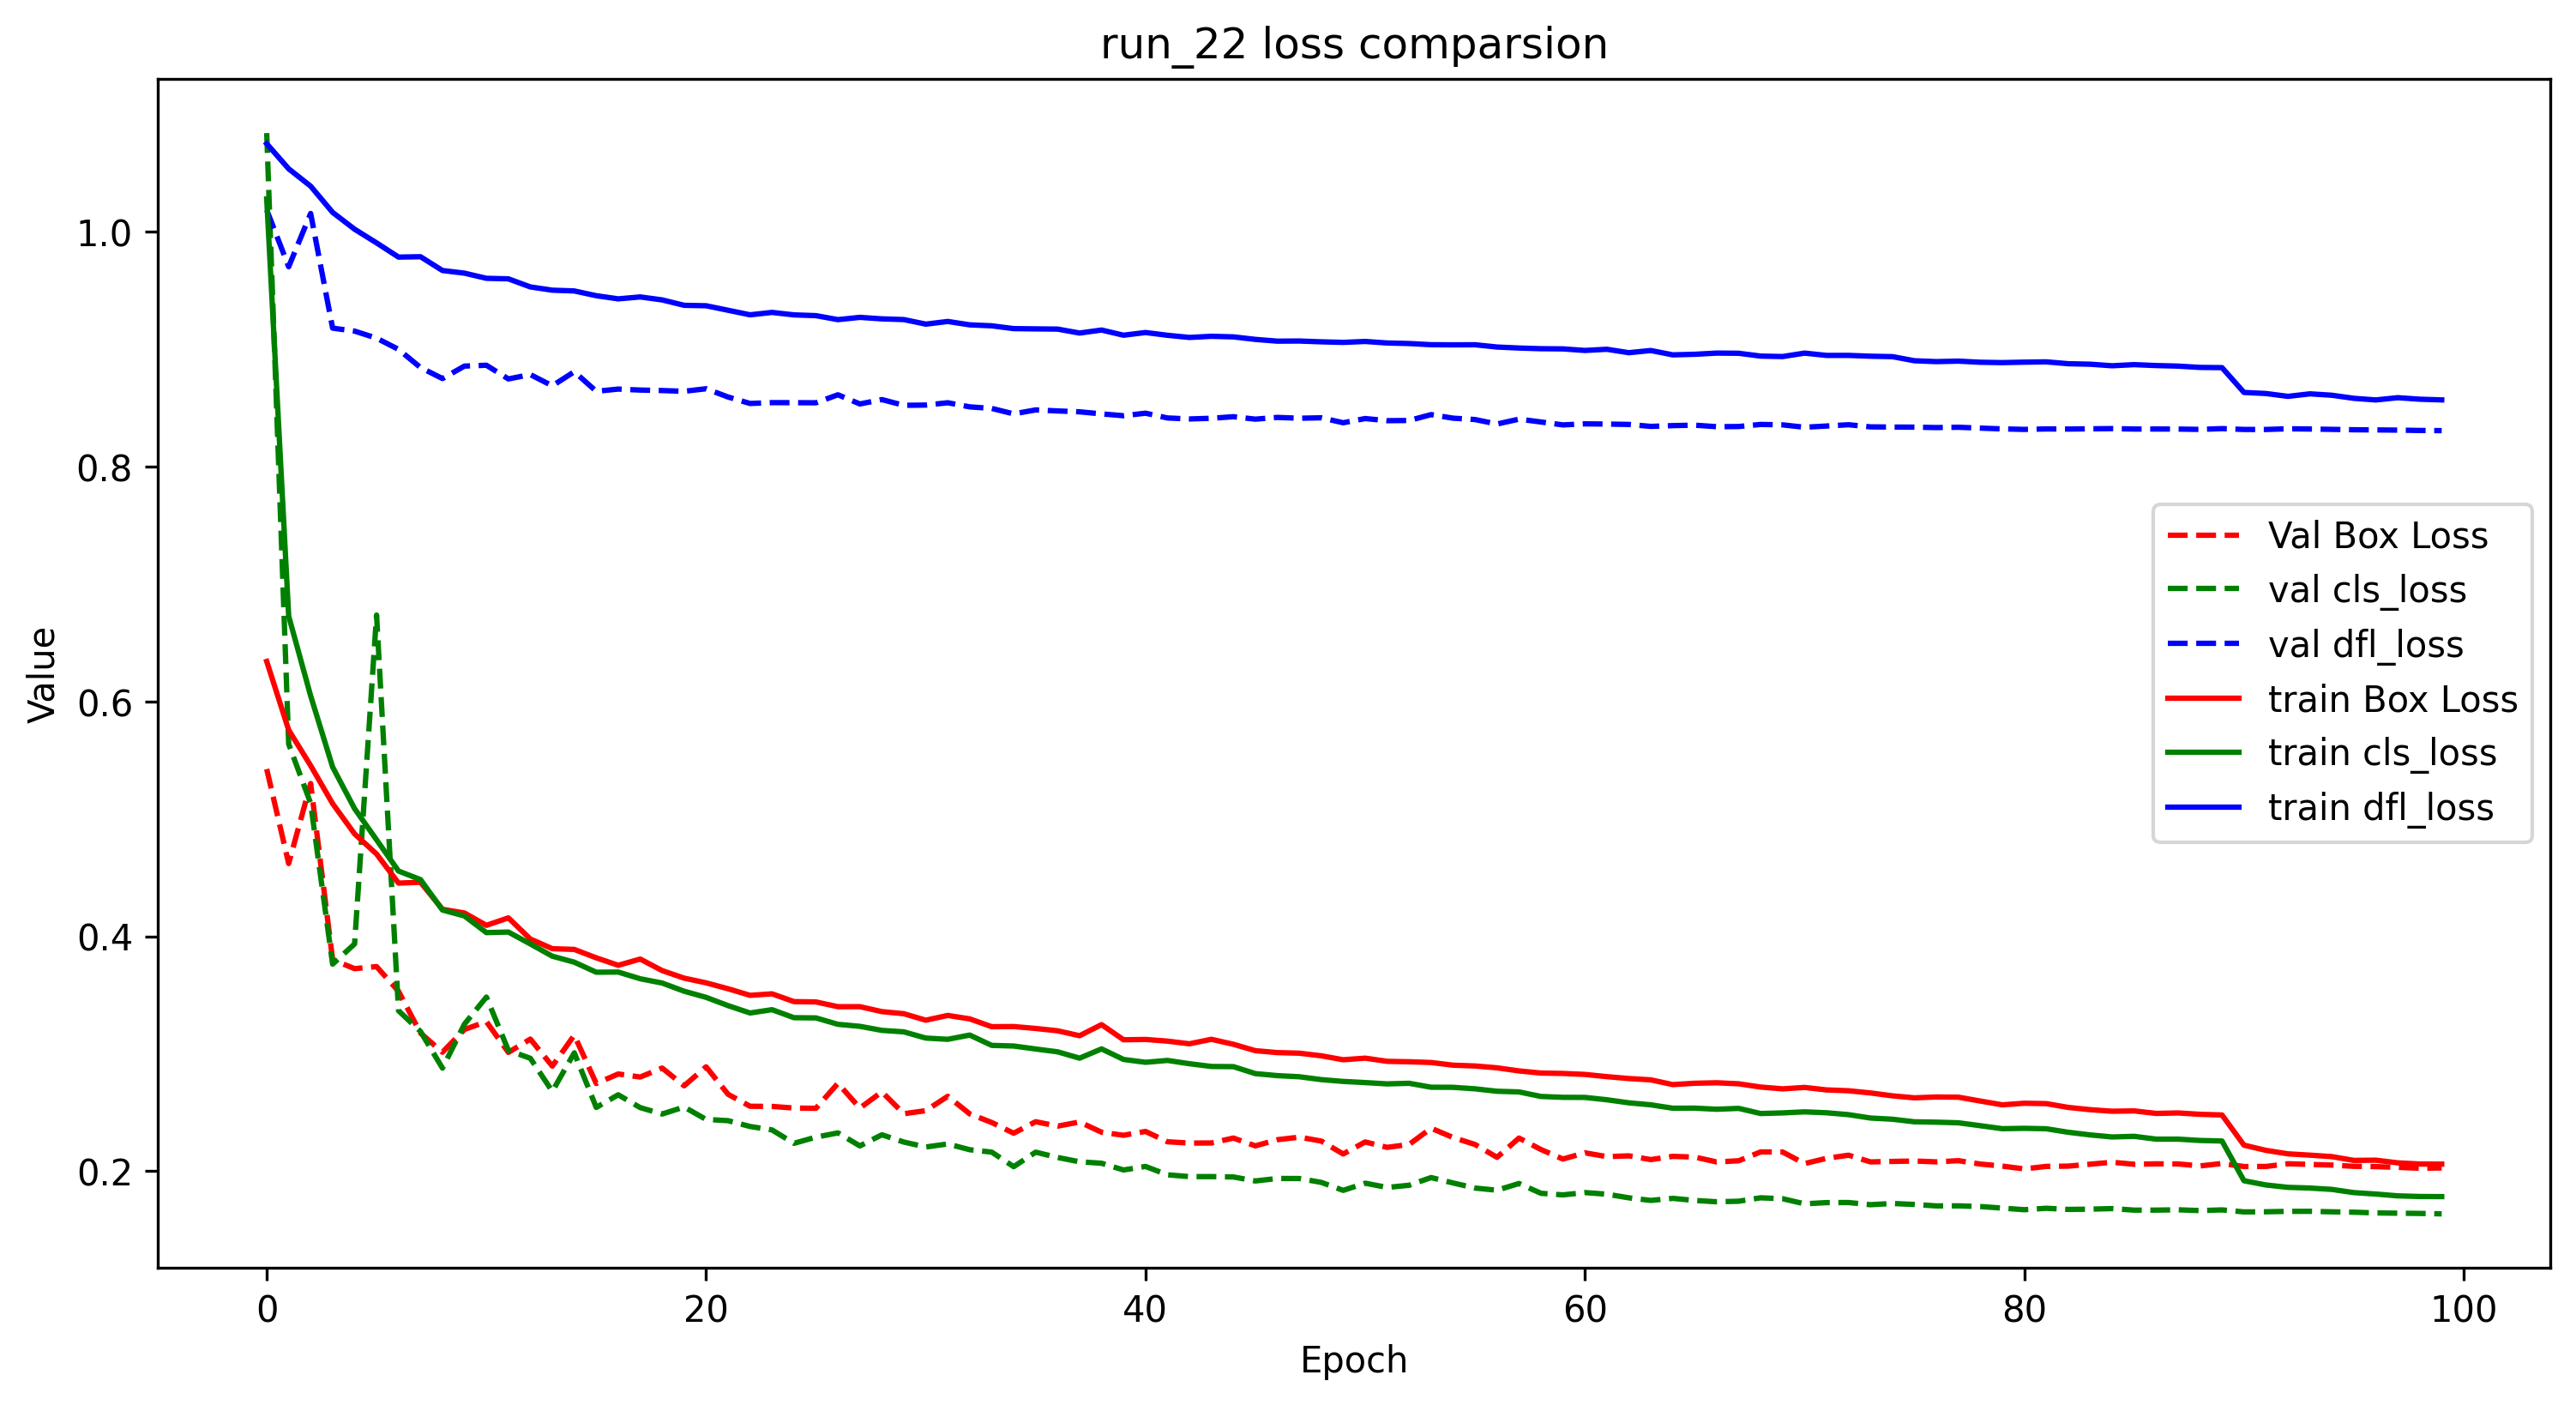 run_22 loss comparsion
Value
1.0
0.8
0.6
0.4
0.2
Val Box Loss
val cls_loss
val dfl_loss
train Box Loss
train cls_loss
train dfl_loss
0 20 40 60 80 100
Epoch